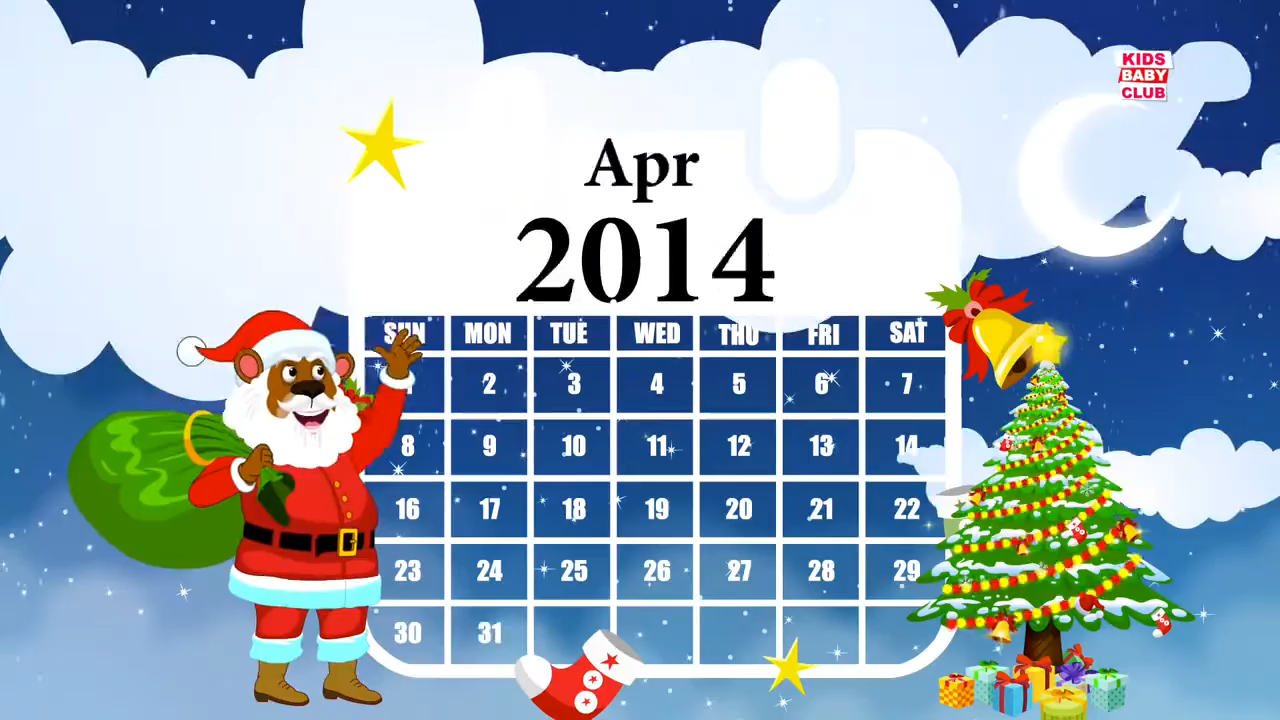 KIDS
BABY
CLUB
Apr
2014
SUN MON TUE WED THU FRI SAT
1 2 3 4 5 6 7
8 9 10 11 12 13 14
16 17 18 19 20 21 22
23 24 25 26 27 28 29
30 31